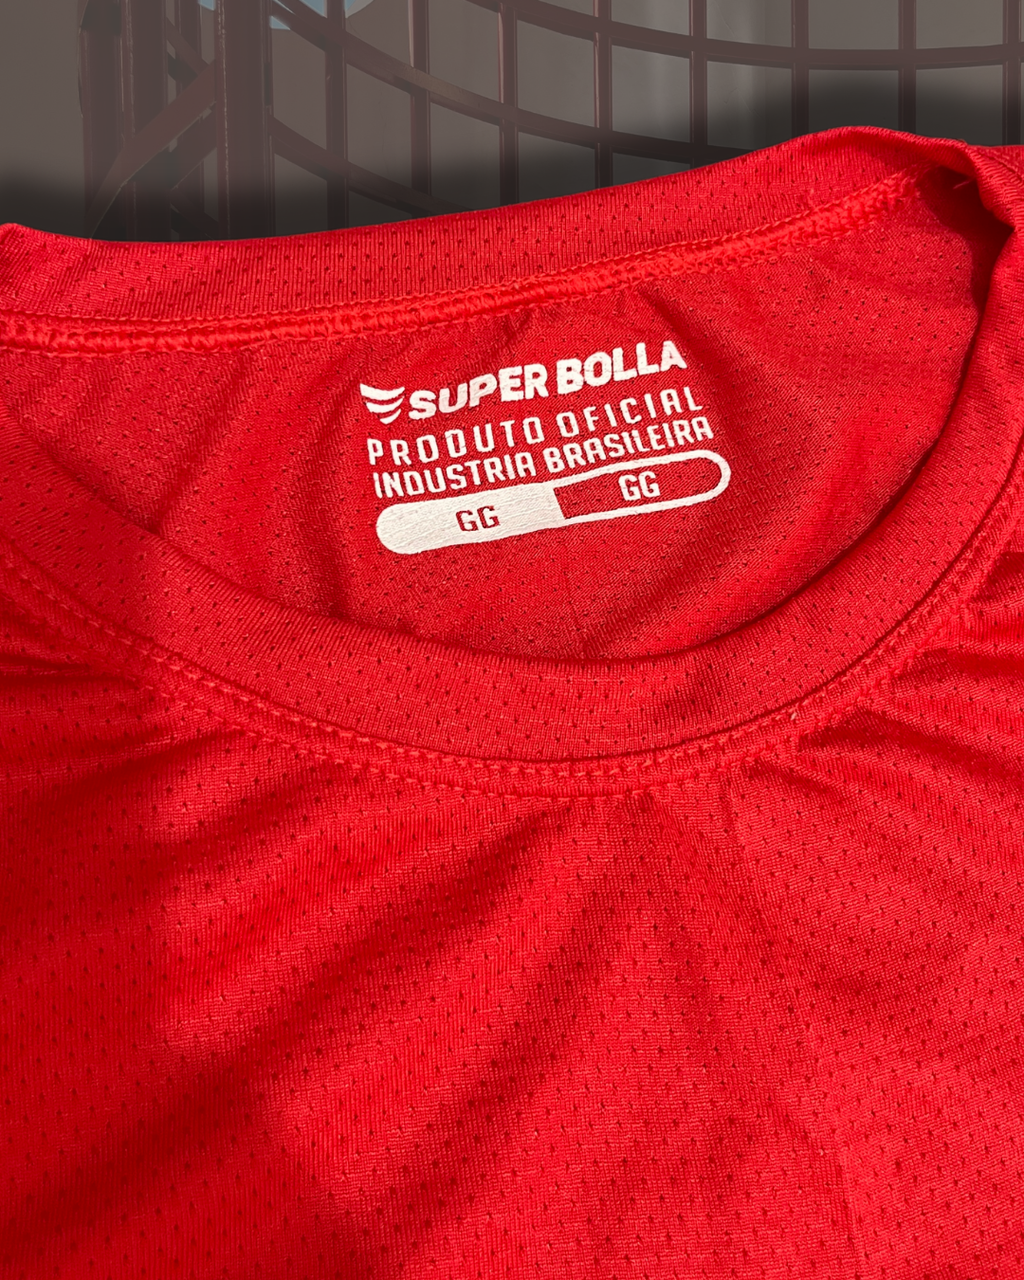 SUPER BOLLA
PRODUTO OFICIAL
INDUSTRIA BRASILEIRA
GG GG